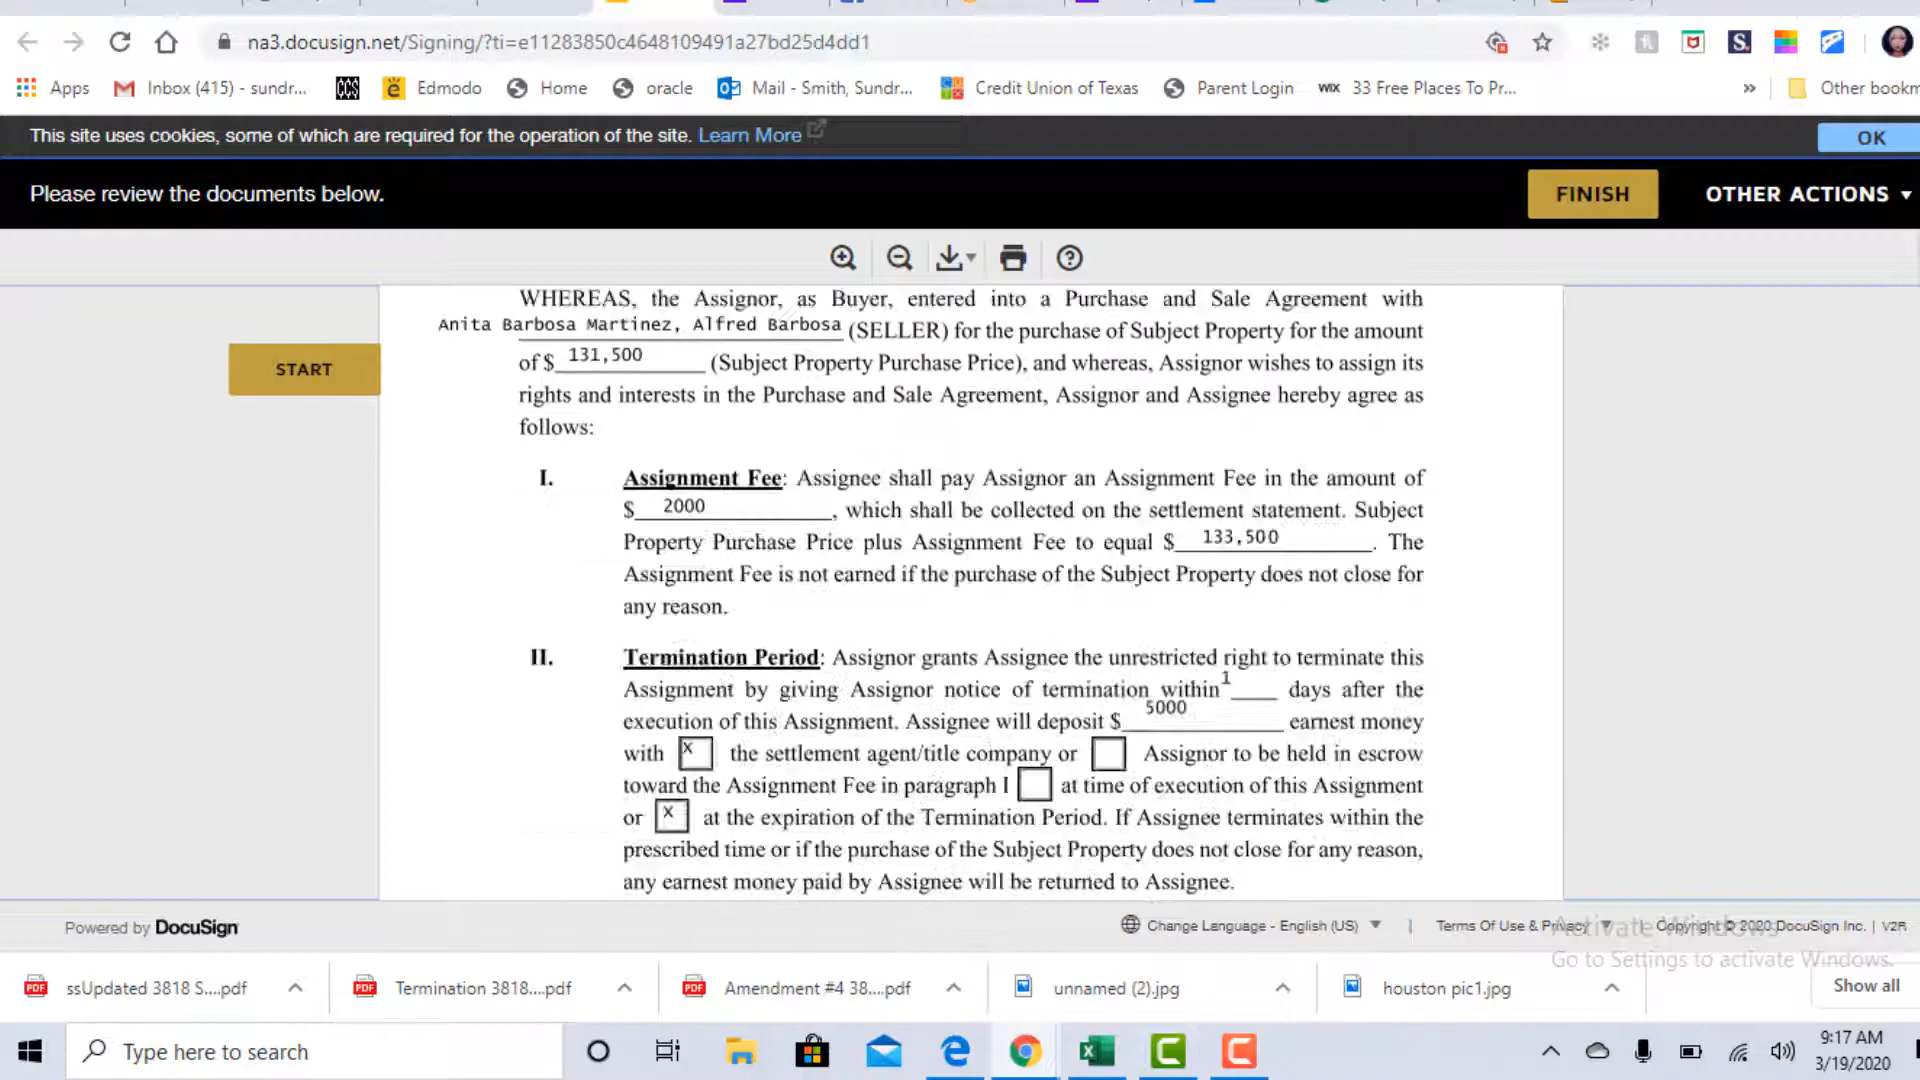 na3.docusign.net/Signing/?ti=e11283850c4648109491a27bd25d4dd1
Apps Inbox (415) - sundr... CCS Edmodo Home oracle Mail - Smith, Sundr... Credit Union of Texas Parent Login WIX 33 Free Places To Pr... » Other bookm
This site uses cookies, some of which are required for the operation of the site. Learn More OK
Please review the documents below. FINISH OTHER ACTIONS
START
WHEREAS, the Assignor, as Buyer, entered into a Purchase and Sale Agreement with
Anita Barbosa Martinez, Alfred Barbosa (SELLER) for the purchase of Subject Property for the amount
of $ 131,500 (Subject Property Purchase Price), and whereas, Assignor wishes to assign its
rights and interests in the Purchase and Sale Agreement, Assignor and Assignee hereby agree as
follows:
I. Assignment Fee: Assignee shall pay Assignor an Assignment Fee in the amount of
$ 2000 , which shall be collected on the settlement statement. Subject
Property Purchase Price plus Assignment Fee to equal $ 133,500 . The
Assignment Fee is not earned if the purchase of the Subject Property does not close for
any reason.
II. Termination Period: Assignor grants Assignee the unrestricted right to terminate this
Assignment by giving Assignor notice of termination within 1 days after the
execution of this Assignment. Assignee will deposit $ 5000 earnest money
with x the settlement agent/title company or Assignor to be held in escrow
toward the Assignment Fee in paragraph I at time of execution of this Assignment
or x at the expiration of the Termination Period. If Assignee terminates within the
prescribed time or if the purchase of the Subject Property does not close for any reason,
any earnest money paid by Assignee will be returned to Assignee.
Powered by DocuSign Change Language - English (US) | Terms Of Use & Privacy | Copyright © 2020 DocuSign Inc. | V2R
Activate Windows
Go to Settings to activate Windows.
ssUpdated 3818 S....pdf Termination 3818....pdf Amendment #4 38....pdf unnamed (2).jpg houston pic1.jpg Show all
Type here to search 9:17 AM
3/19/2020